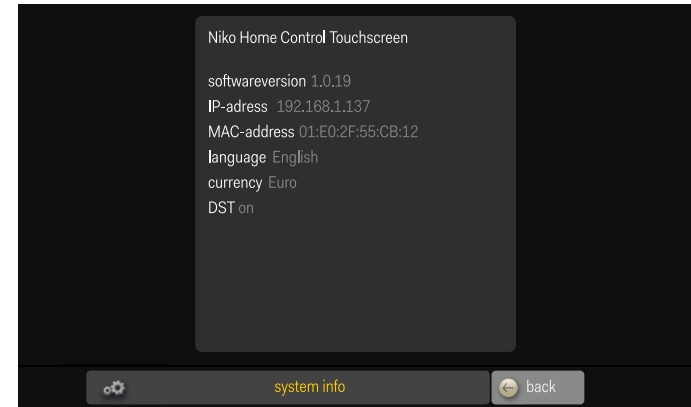 Niko Home Control Touchscreen
softwareversion 1.0.19
IP-adress 192.168.1.137
MAC-address 01:E0:2F:55:CB:12
language English
currency Euro
DST on
system info
back